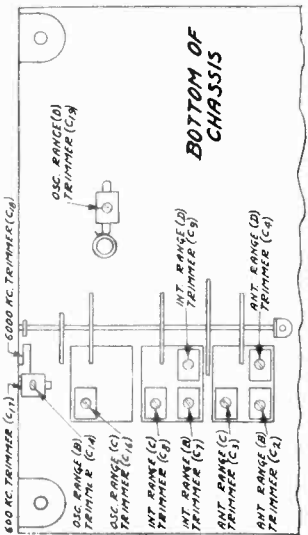 BOTTOM OF
CHASSIS
OSC. RANGE (D)
TRIMMER (C19)
6000 KC. TRIMMER (C18)
600 KC. TRIMMER (C17)
OSC. RANGE (B)
TRIMMER (C14)
OSC. RANGE (C)
TRIMMER (C16)
INT RANGE (C)
TRIMMER (C8)
INT RANGE (B)
TRIMMER (C7)
INT RANGE (D)
TRIMMER (C9)
ANT RANGE (C)
TRIMMER (C3)
ANT RANGE (B)
TRIMMER (C2)
ANT RANGE (D)
TRIMMER (C4)